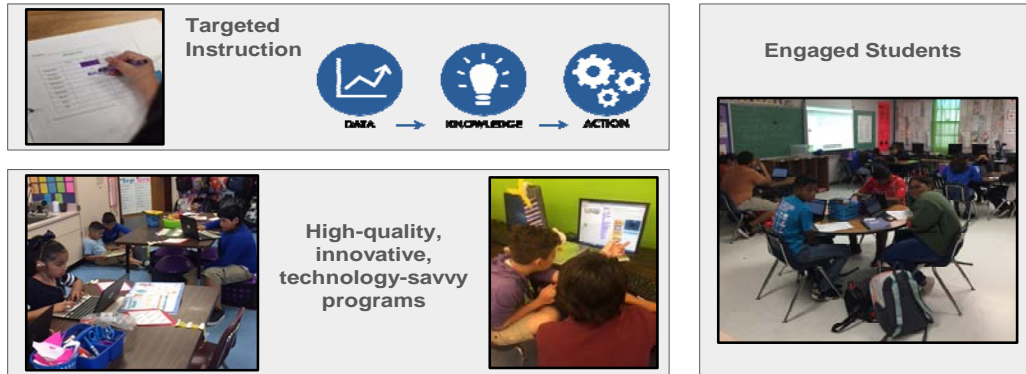 Targeted
Instruction
DATA
KNOWLEDGE
ACTION
High-quality,
innovative,
technology-savvy
programs
Engaged Students